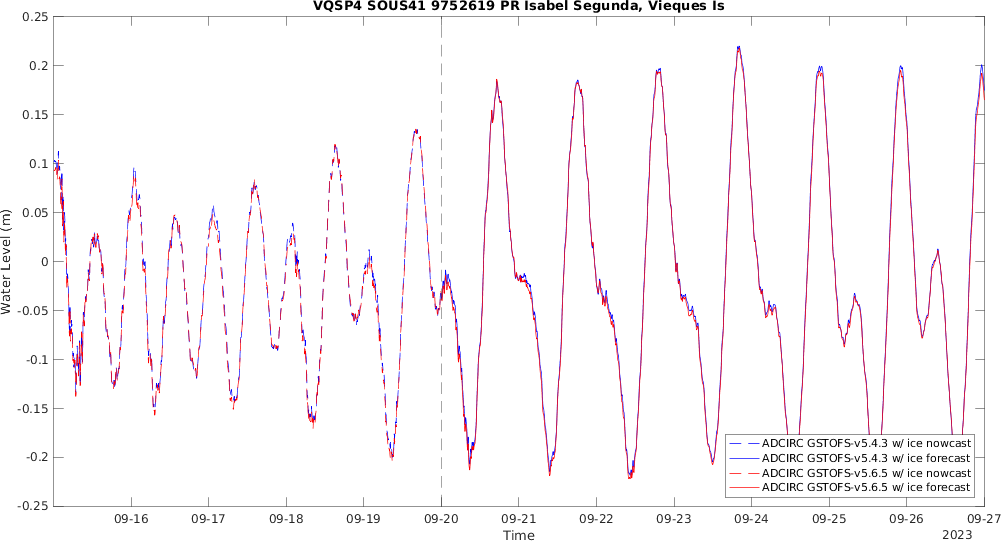 VQSP4 SOUS41 9752619 PR Isabel Segunda, Vieques Is
0.25
0.2
0.15
0.1
0.05
0
-0.05
-0.1
-0.15
-0.2
-0.25
Water Level (m)
ADCIRC GSTOFS-v5.4.3 w/ ice nowcast
ADCIRC GSTOFS-v5.4.3 w/ ice forecast
ADCIRC GSTOFS-v5.6.5 w/ ice nowcast
ADCIRC GSTOFS-v5.6.5 w/ ice forecast
09-16 09-17 09-18 09-19 09-20 09-21 09-22 09-23 09-24 09-25 09-26 09-27
Time
2023